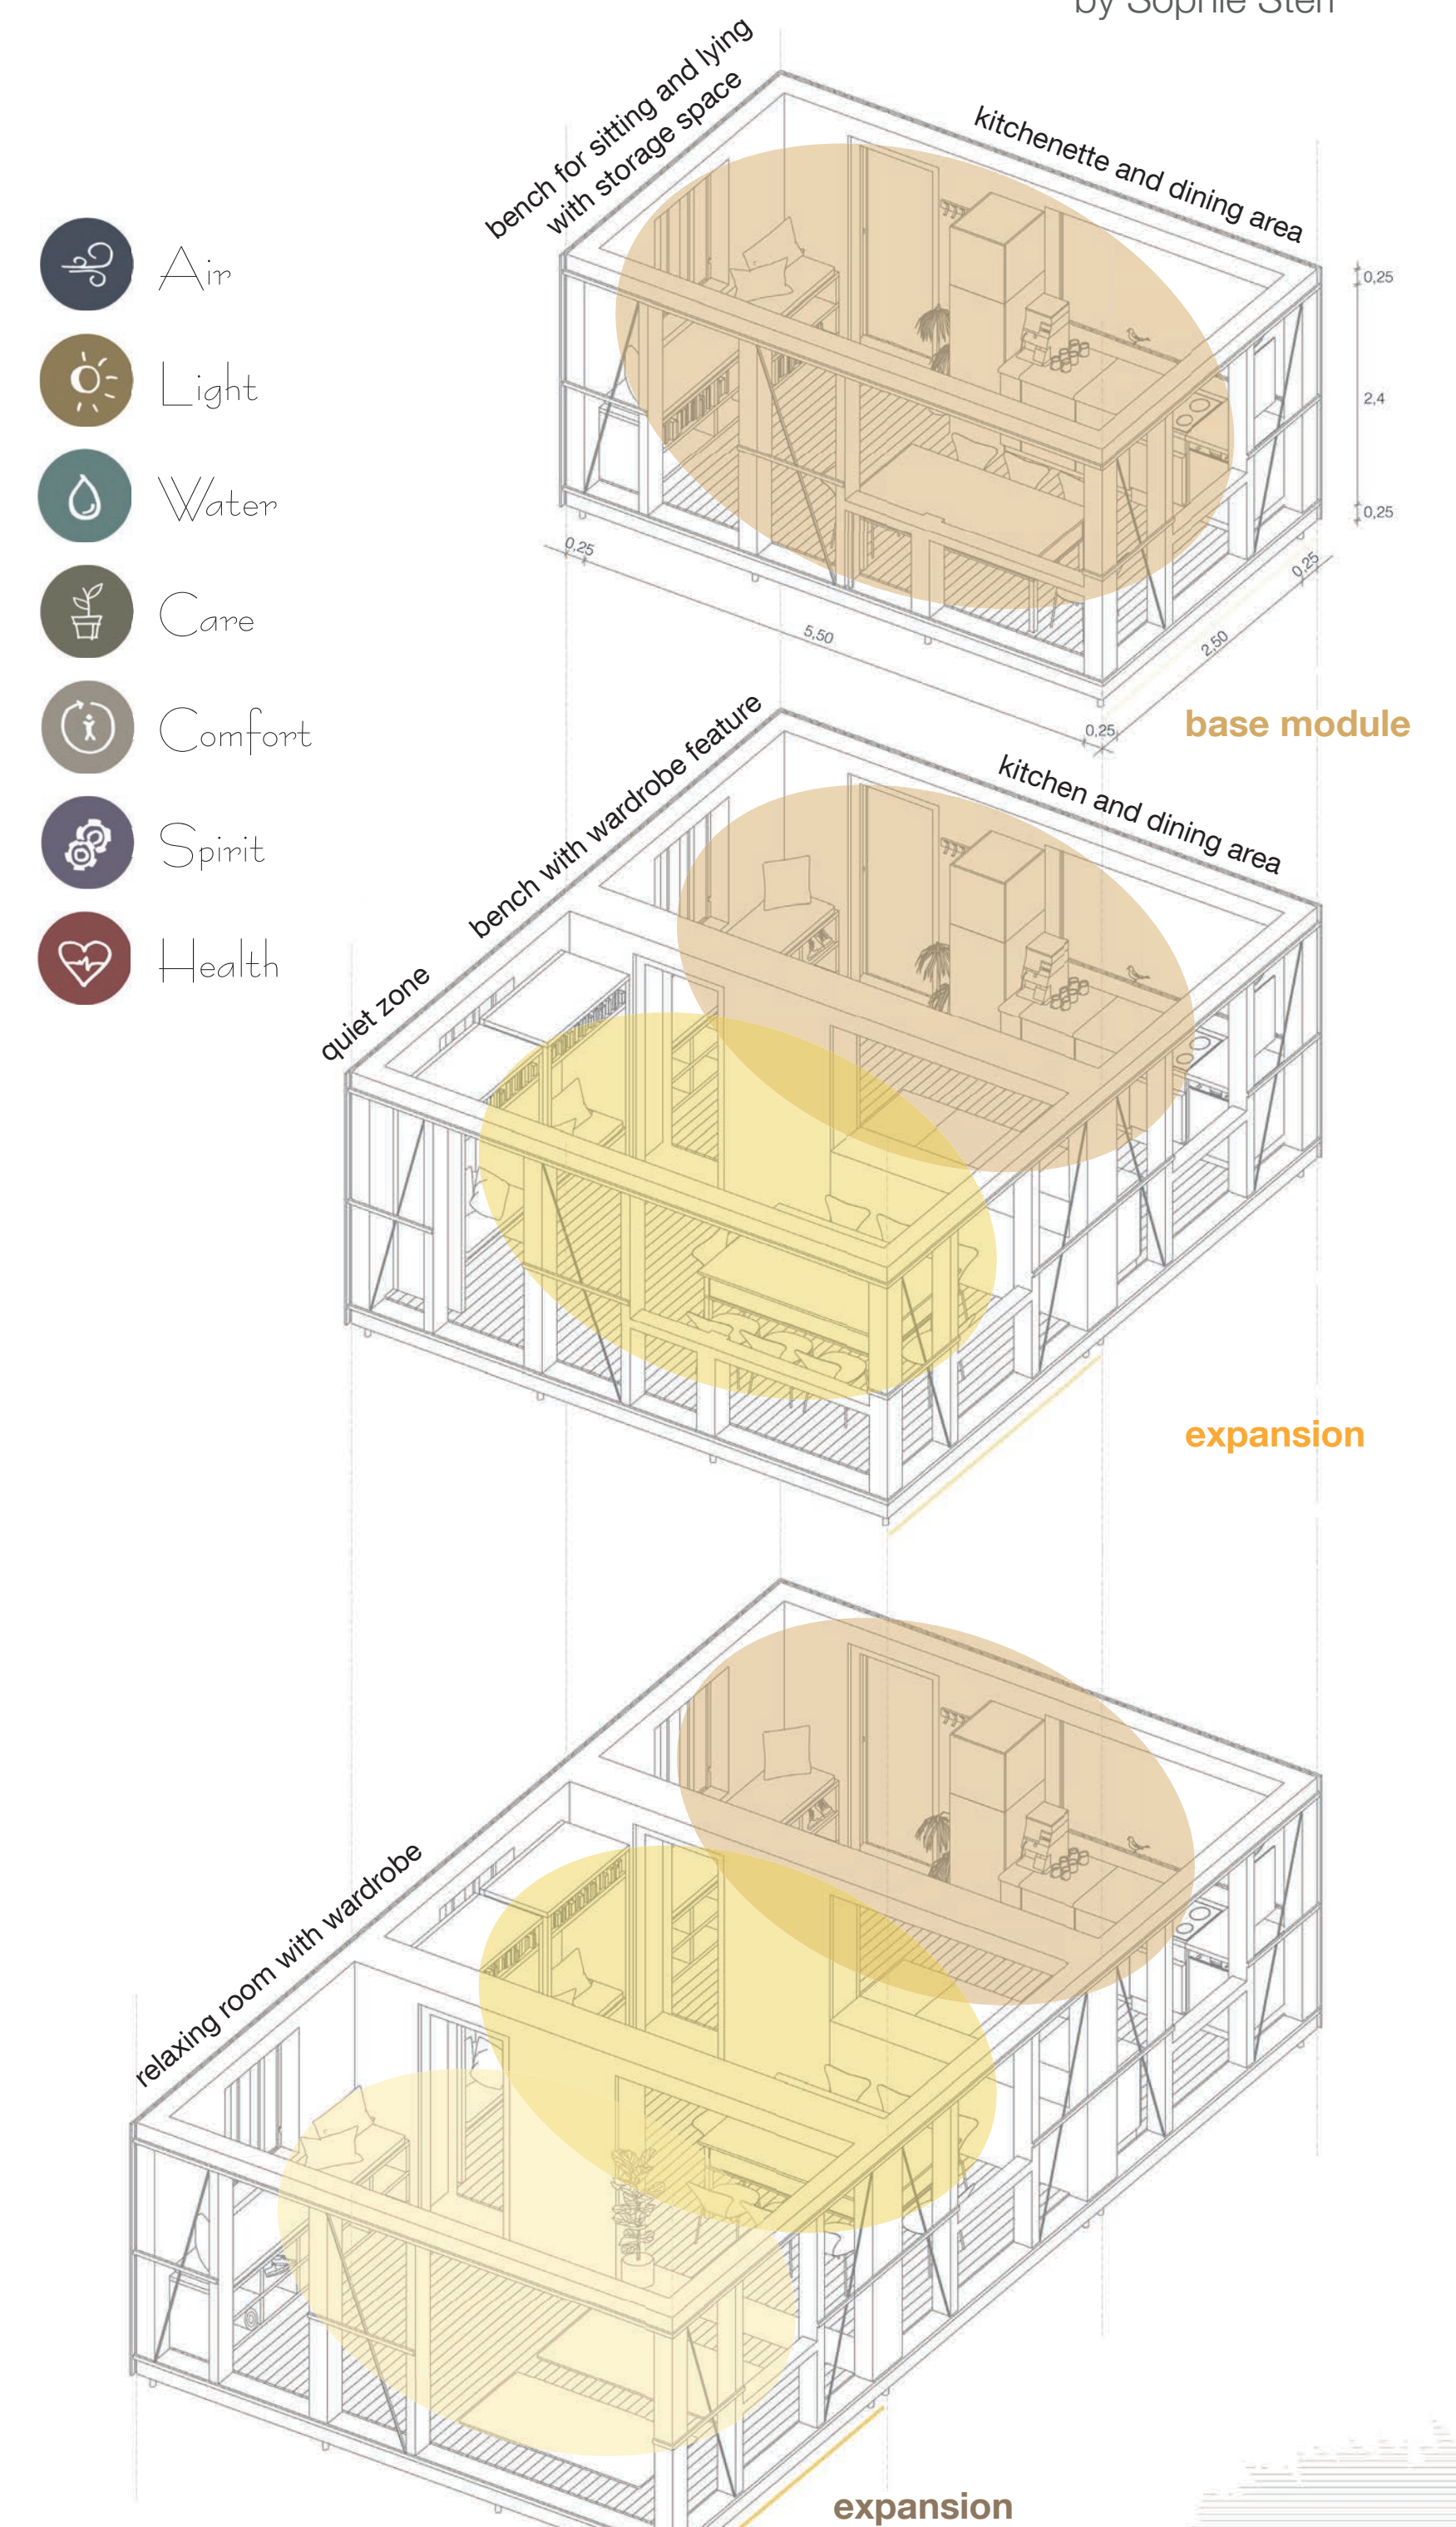 by Sophie
bench for sitting and lying
with storage space
kitchenette and dining area
Air
Light
Water
Care
Comfort
Spirit
Health
0,25
2,4
0,25
0,25
5,50
0,25
2,50
0,25
base module
bench with wardrobe feature
kitchen and dining area
quiet zone
expansion
relaxing room with wardrobe
expansion